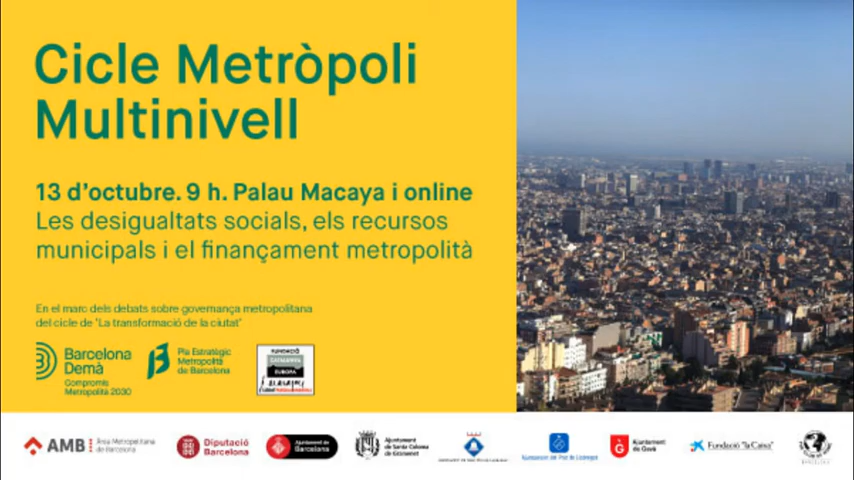 Cicle Metròpoli
Multinivell
13 d'octubre. 9 h. Palau Macaya i online
Les desigualtats socials, els recursos
municipals i el finançament metropolità
En el marc dels debats sobre governança metropolitana
del cicle de "La transformació de la ciutat"
Barcelona
Demà
Compromís
Metropolità 2030
Pla Estratègic
Metropolità
de Barcelona
FUNDACIÓ
CATALUNYA
EUROPA
AMB
Àrea Metropolitana
de Barcelona
Diputació
Barcelona
Ajuntament de
Barcelona
Ajuntament
de Santa Coloma
de Gramenet
Ajuntament del Prat de Llobregat
Ajuntament
de Gavà
Fundació "la Caixa"